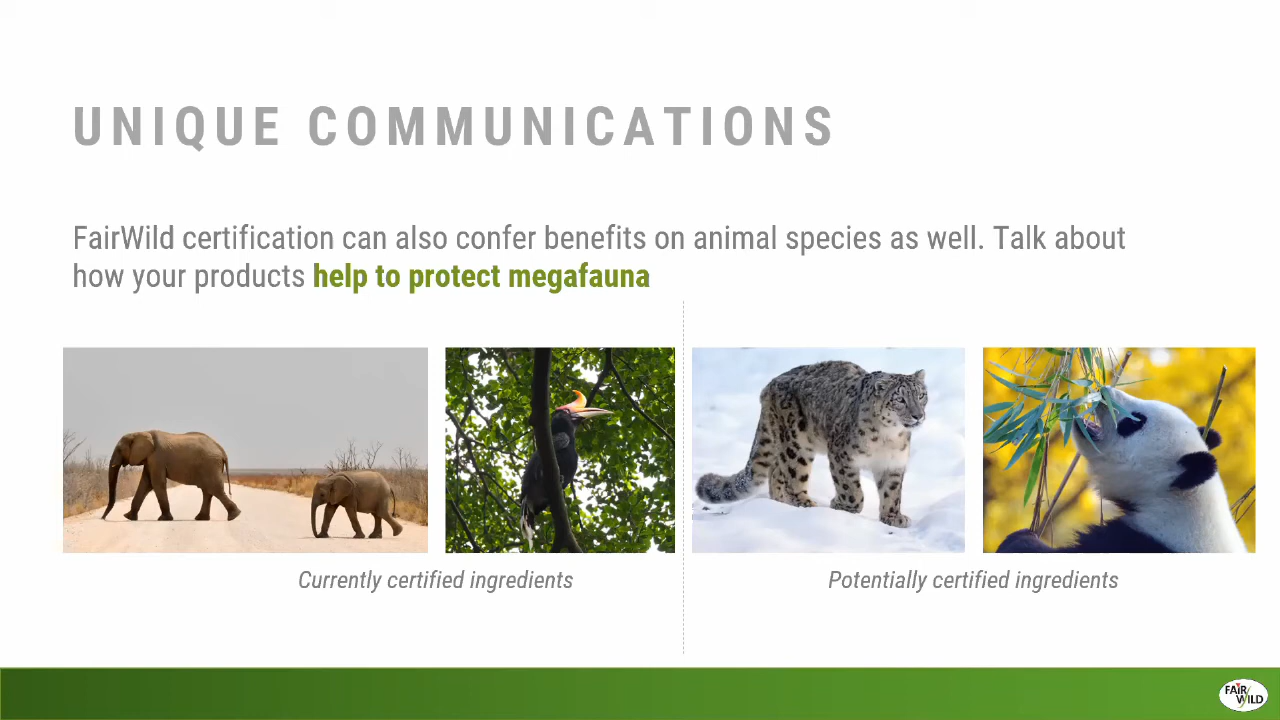 UNIQUE COMMUNICATIONS
FairWild certification can also confer benefits on animal species as well. Talk about
how your products help to protect megafauna
Currently certified ingredients
Potentially certified ingredients
FAIR
WILD